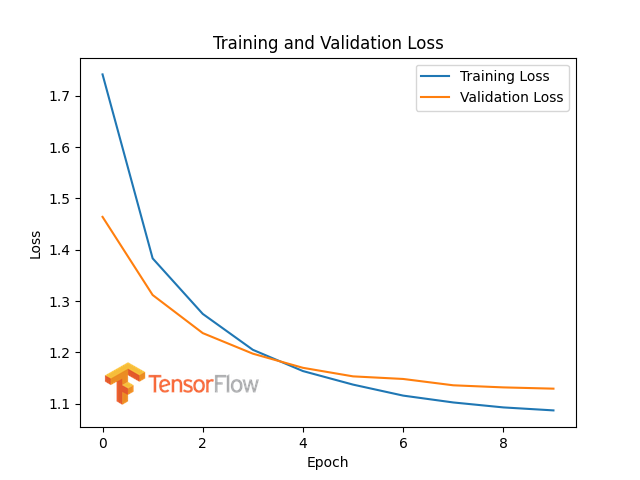 Training and Validation Loss
Training Loss
Validation Loss
Loss
1.7
1.6
1.5
1.4
1.3
1.2
1.1
TensorFlow
0
2
4
6
8
Epoch